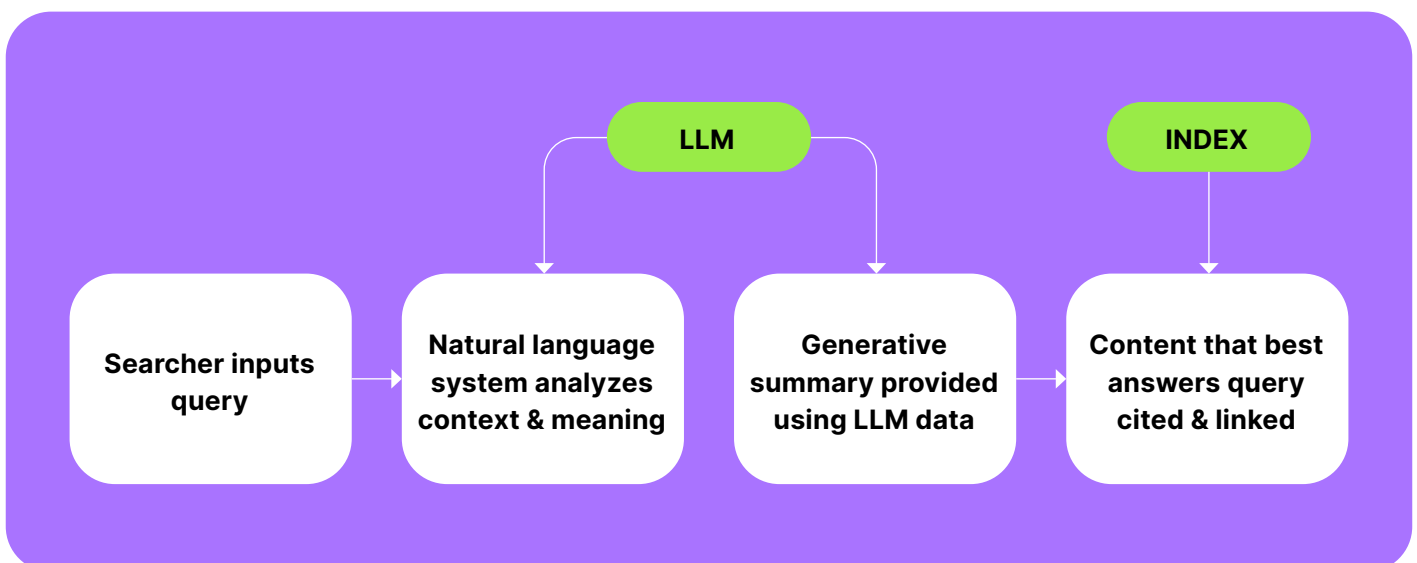 LLM
INDEX
Searcher inputs
query
Natural language
system analyzes
context & meaning
Generative
summary provided
using LLM data
Content that best
answers query
cited & linked